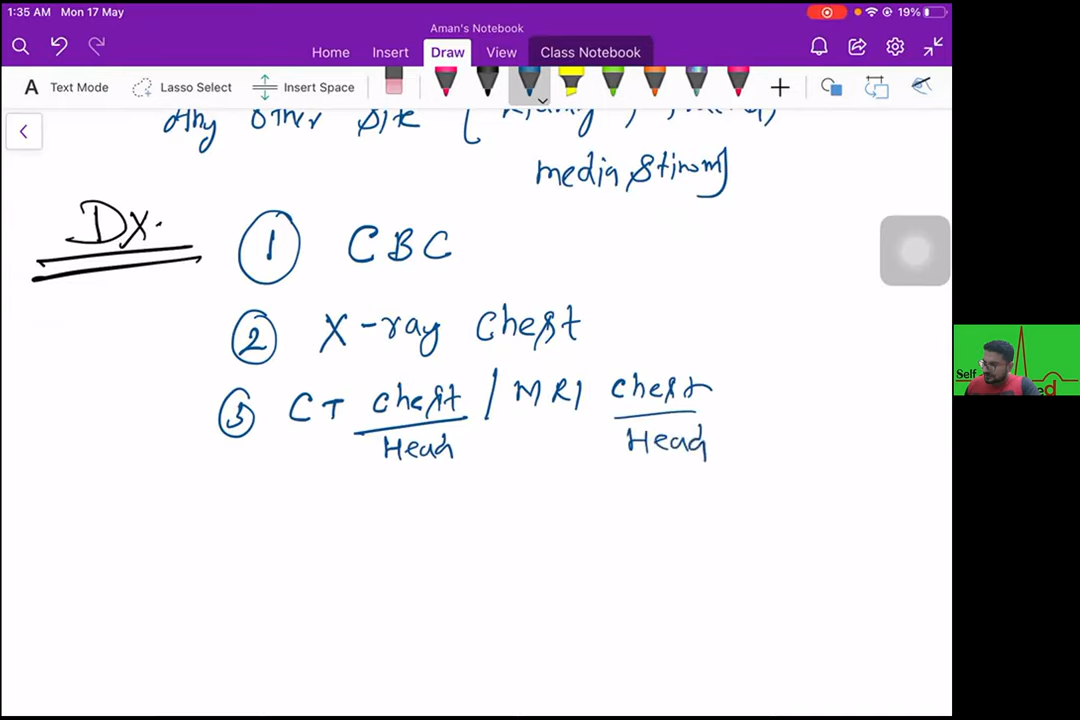 1:35 AM Mon 17 May 19%
Aman's Notebook
Home Insert Draw View Class Notebook
A Text Mode Lasso Select Insert Space
Any other site (
mediastinum)
Dx. 1 CBC
2 X-ray Chest
3 CT Chest / MRI Chest
Head Head
Self ed